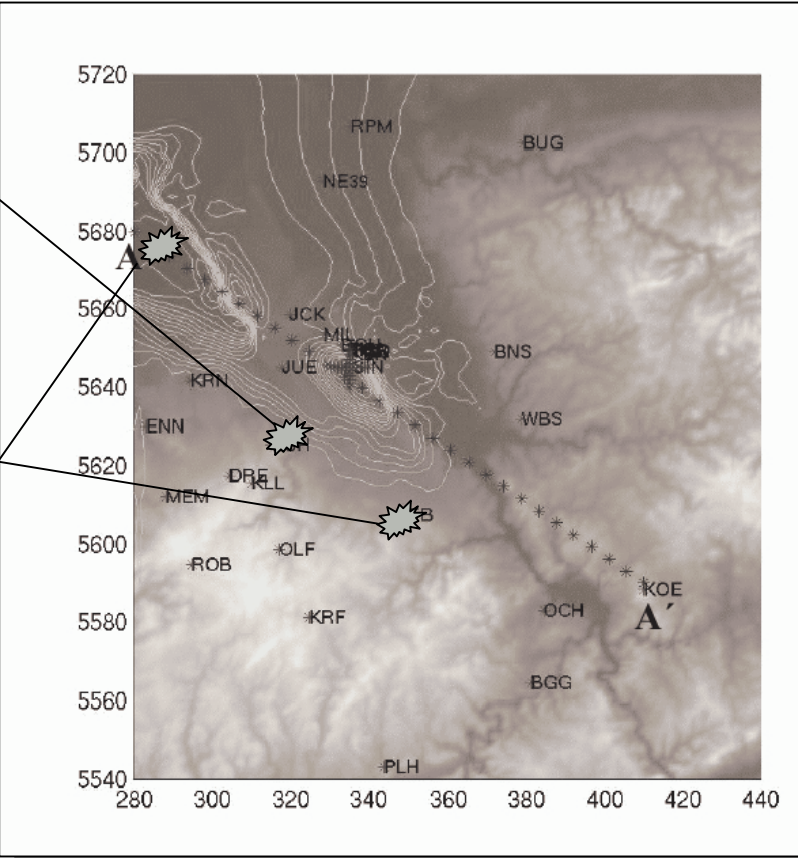 5720
RPM
BUG
5700
NE39
5680
A
5660
JCK
MIL
BNS
JUE
5640
KRN
ENN
WBS
5620
DRE
KLL
MEM
B
5600
OLF
ROB
KOE
OCH
A´
5580
KRF
BGG
5560
PLH
5540
280 300 320 340 360 380 400 420 440